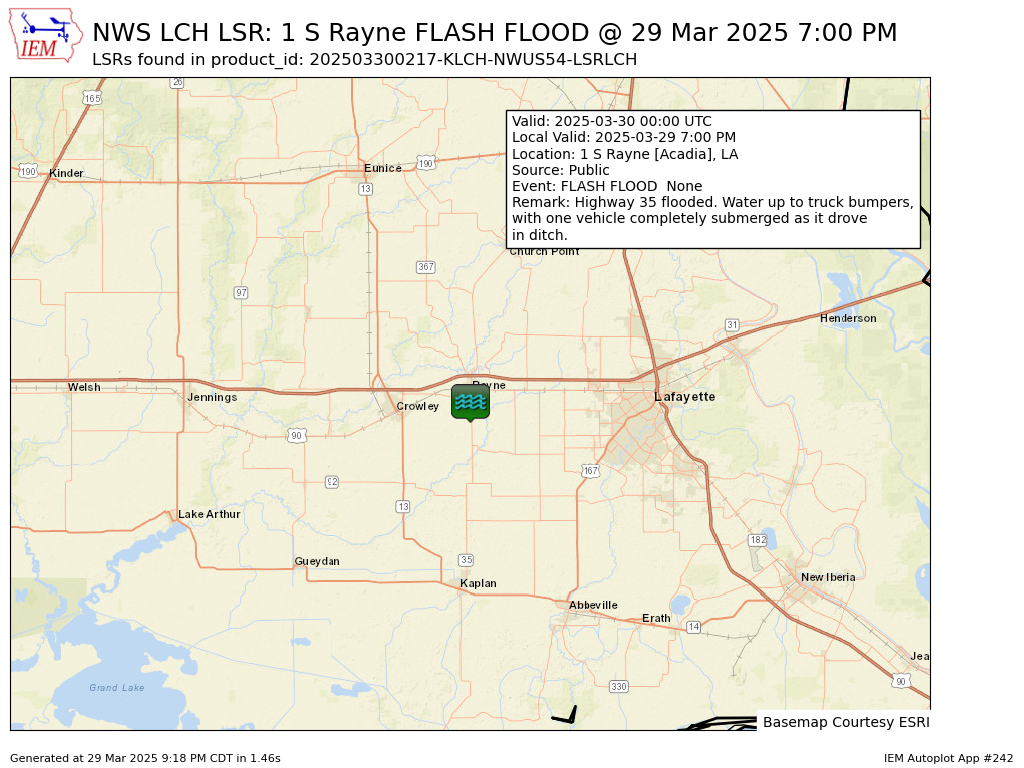 IEM
NWS LCH LSR: 1 S Rayne FLASH FLOOD @ 29 Mar 2025 7:00 PM
LSRs found in product_id: 202503300217-KLCH-NWUS54-LSRLCH
26
165
Valid: 2025-03-30 00:00 UTC
Local Valid: 2025-03-29 7:00 PM
Location: 1 S Rayne [Acadia], LA
Source: Public
Event: FLASH FLOOD  None
Remark: Highway 35 flooded. Water up to truck bumpers,
with one vehicle completely submerged as it drove
in ditch.
190
Kinder
Eunice
190
13
Church Point
367
97
Henderson
31
Welsh
Jennings
Rayne
Crowley
Lafayette
90
167
92
13
Lake Arthur
182
Gueydan
35
Kaplan
New Iberia
Abbeville
Erath
14
Jea
90
Grand Lake
330
Basemap Courtesy ESRI
Generated at 29 Mar 2025 9:18 PM CDT in 1.46s
IEM Autoplot App #242